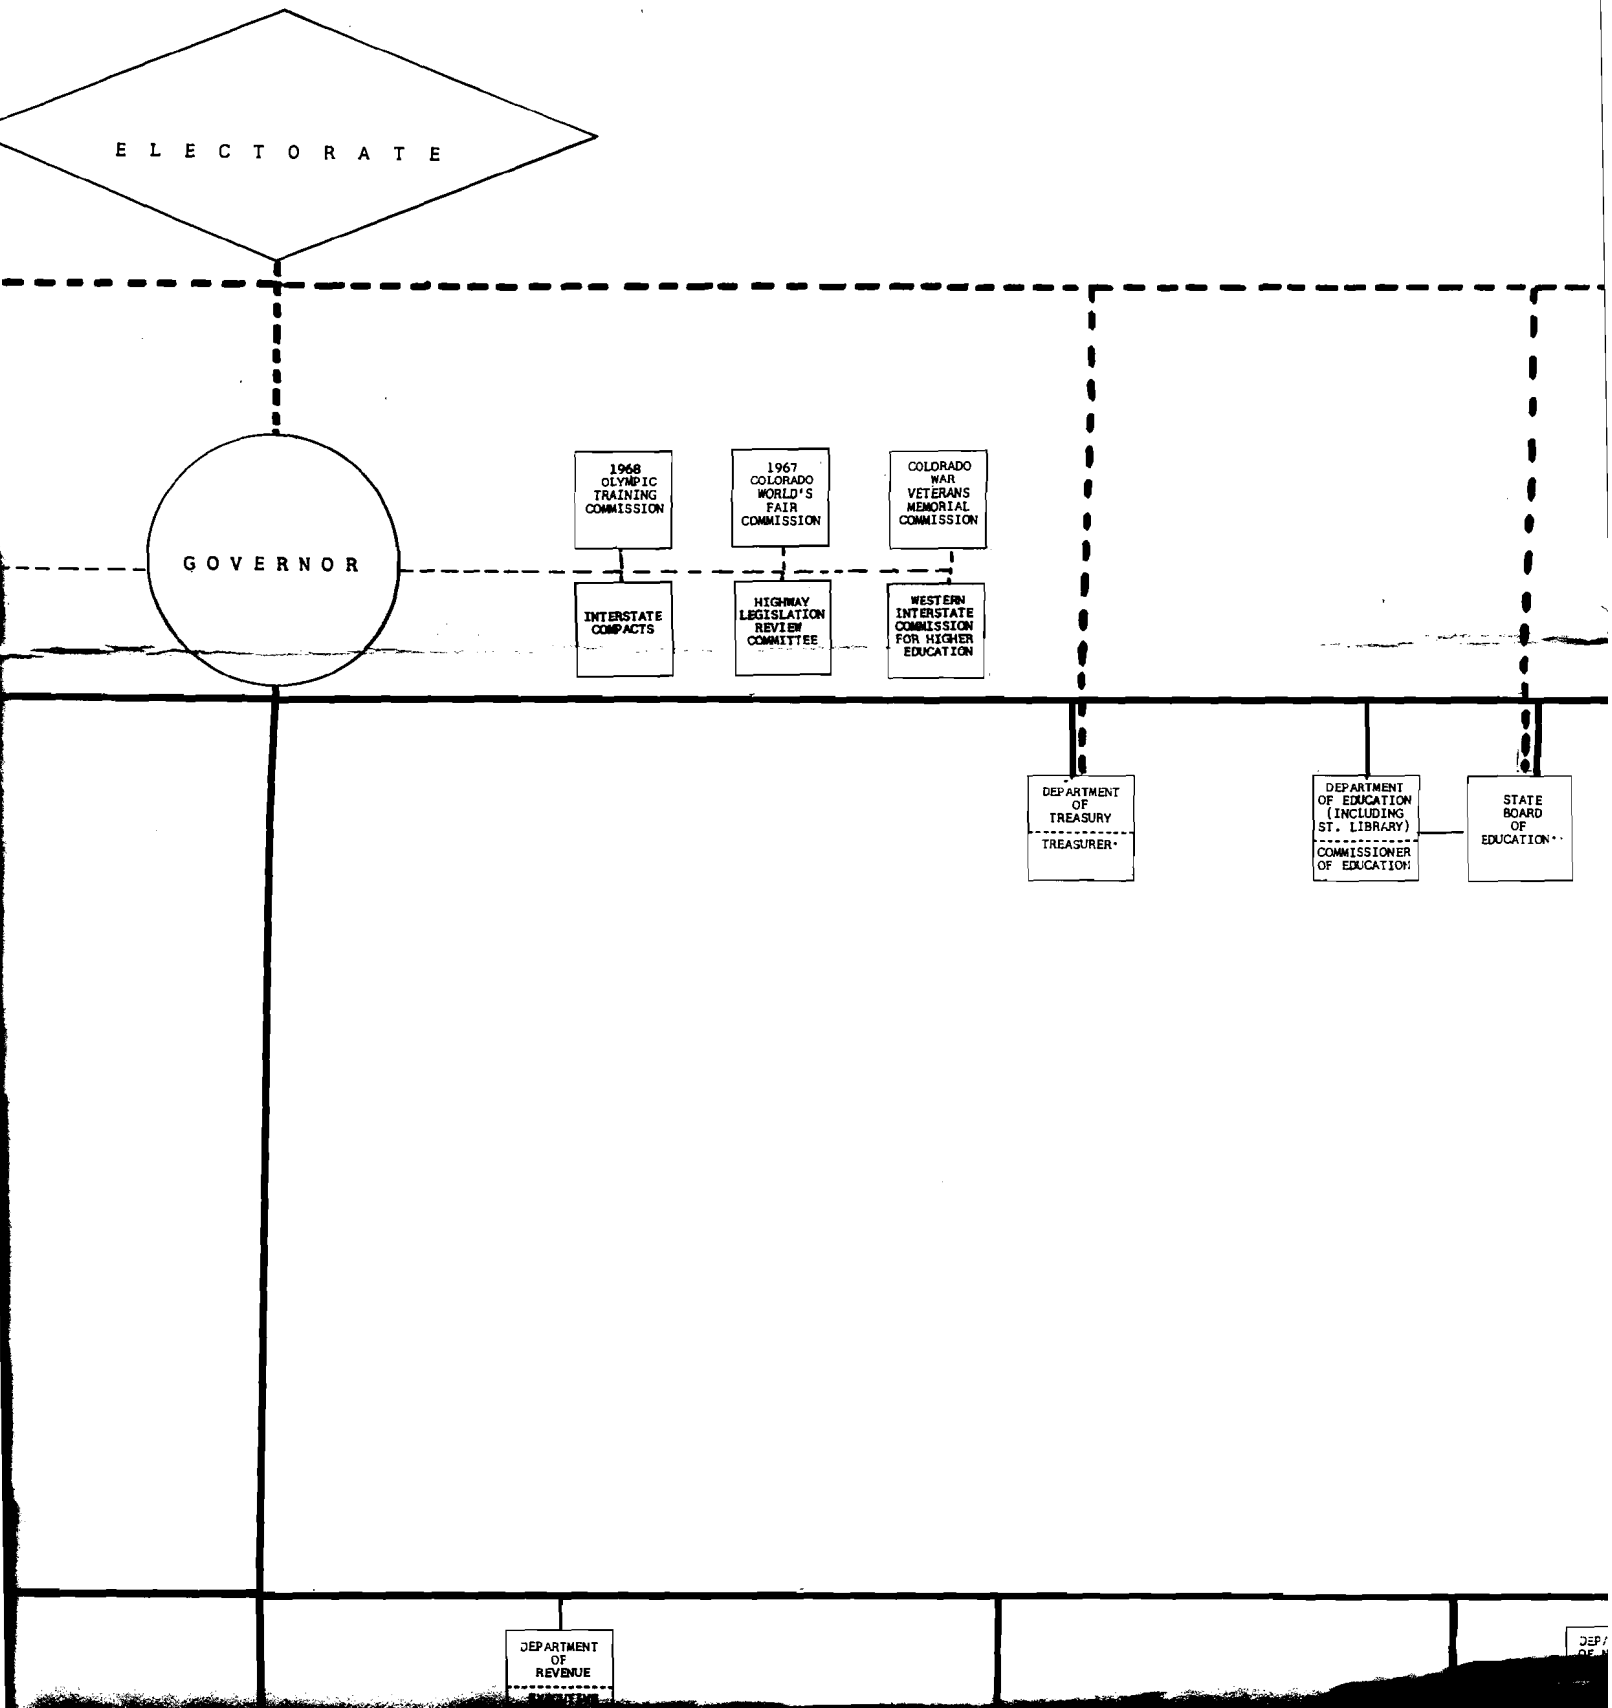 E L E C T O R A T E
G O V E R N O R
1968
OLYMPIC
TRAINING
COMMISSION
1967
COLORADO
WORLD'S
FAIR
COMMISSION
COLORADO
WAR
VETERANS
MEMORIAL
COMMISSION
INTERSTATE
COMPACTS
HIGHWAY
LEGISLATION
REVIEW
COMMITTEE
WESTERN
INTERSTATE
COMMISSION
FOR HIGHER
EDUCATION
DEPARTMENT
OF
TREASURY
TREASURER*
DEPARTMENT
OF EDUCATION
(INCLUDING
ST. LIBRARY)
COMMISSIONER
OF EDUCATION
STATE
BOARD
OF
EDUCATION**
DEPARTMENT
OF
REVENUE